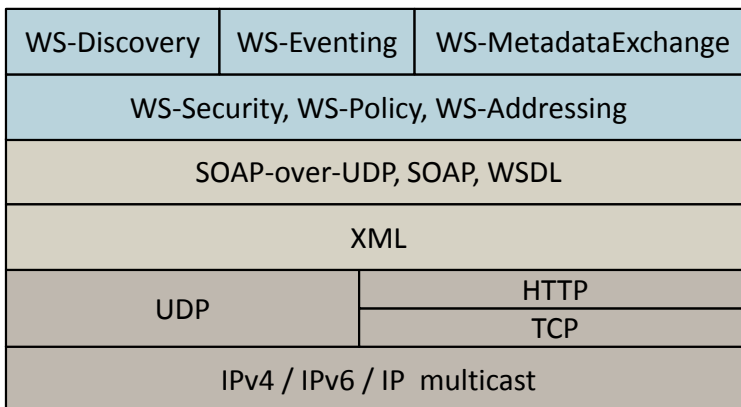 WS-Discovery
WS-Eventing
WS-MetadataExchange
WS-Security, WS-Policy, WS-Addressing
SOAP-over-UDP, SOAP, WSDL
XML
UDP
HTTP
TCP
IPv4 / IPv6 / IP multicast